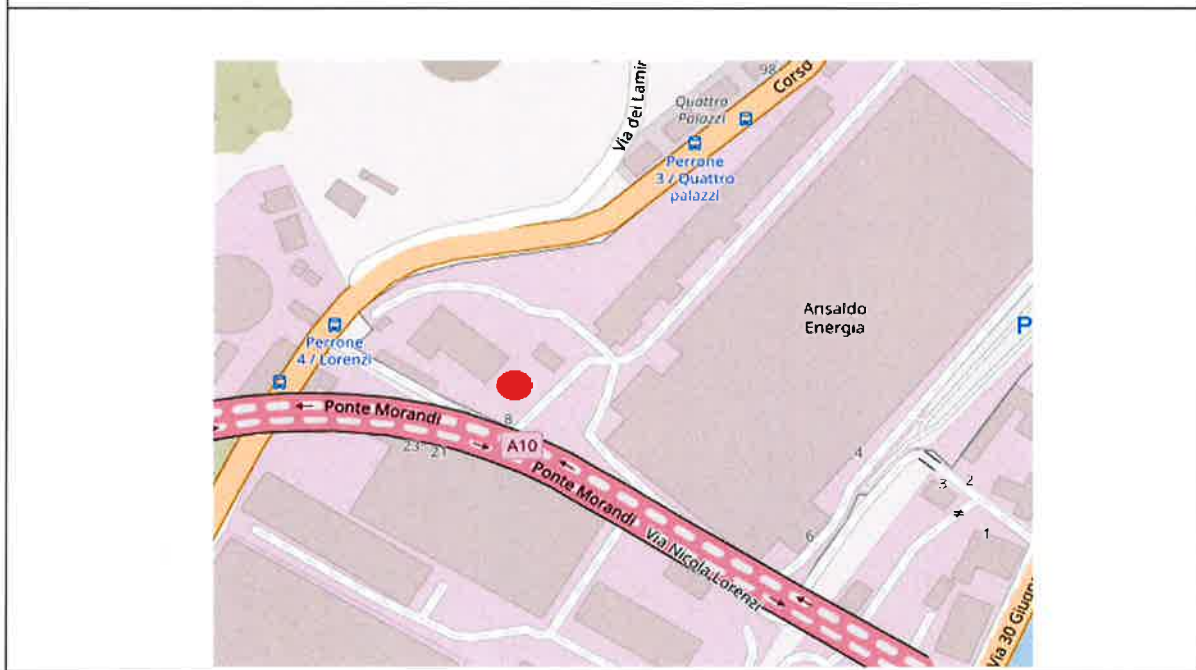 98
Corso
Quattro
Palazzi
Via dei Lamin
Perrone
3 / Quattro
palazzi
Ansaldo
Energia
P
Perrone
4 / Lorenzi
Ponte Morandi
8
23
21
A10
Ponte Morandi
Via Nicola Lorenzi
4
3
2
≠
1
6
Via 30 Giugno